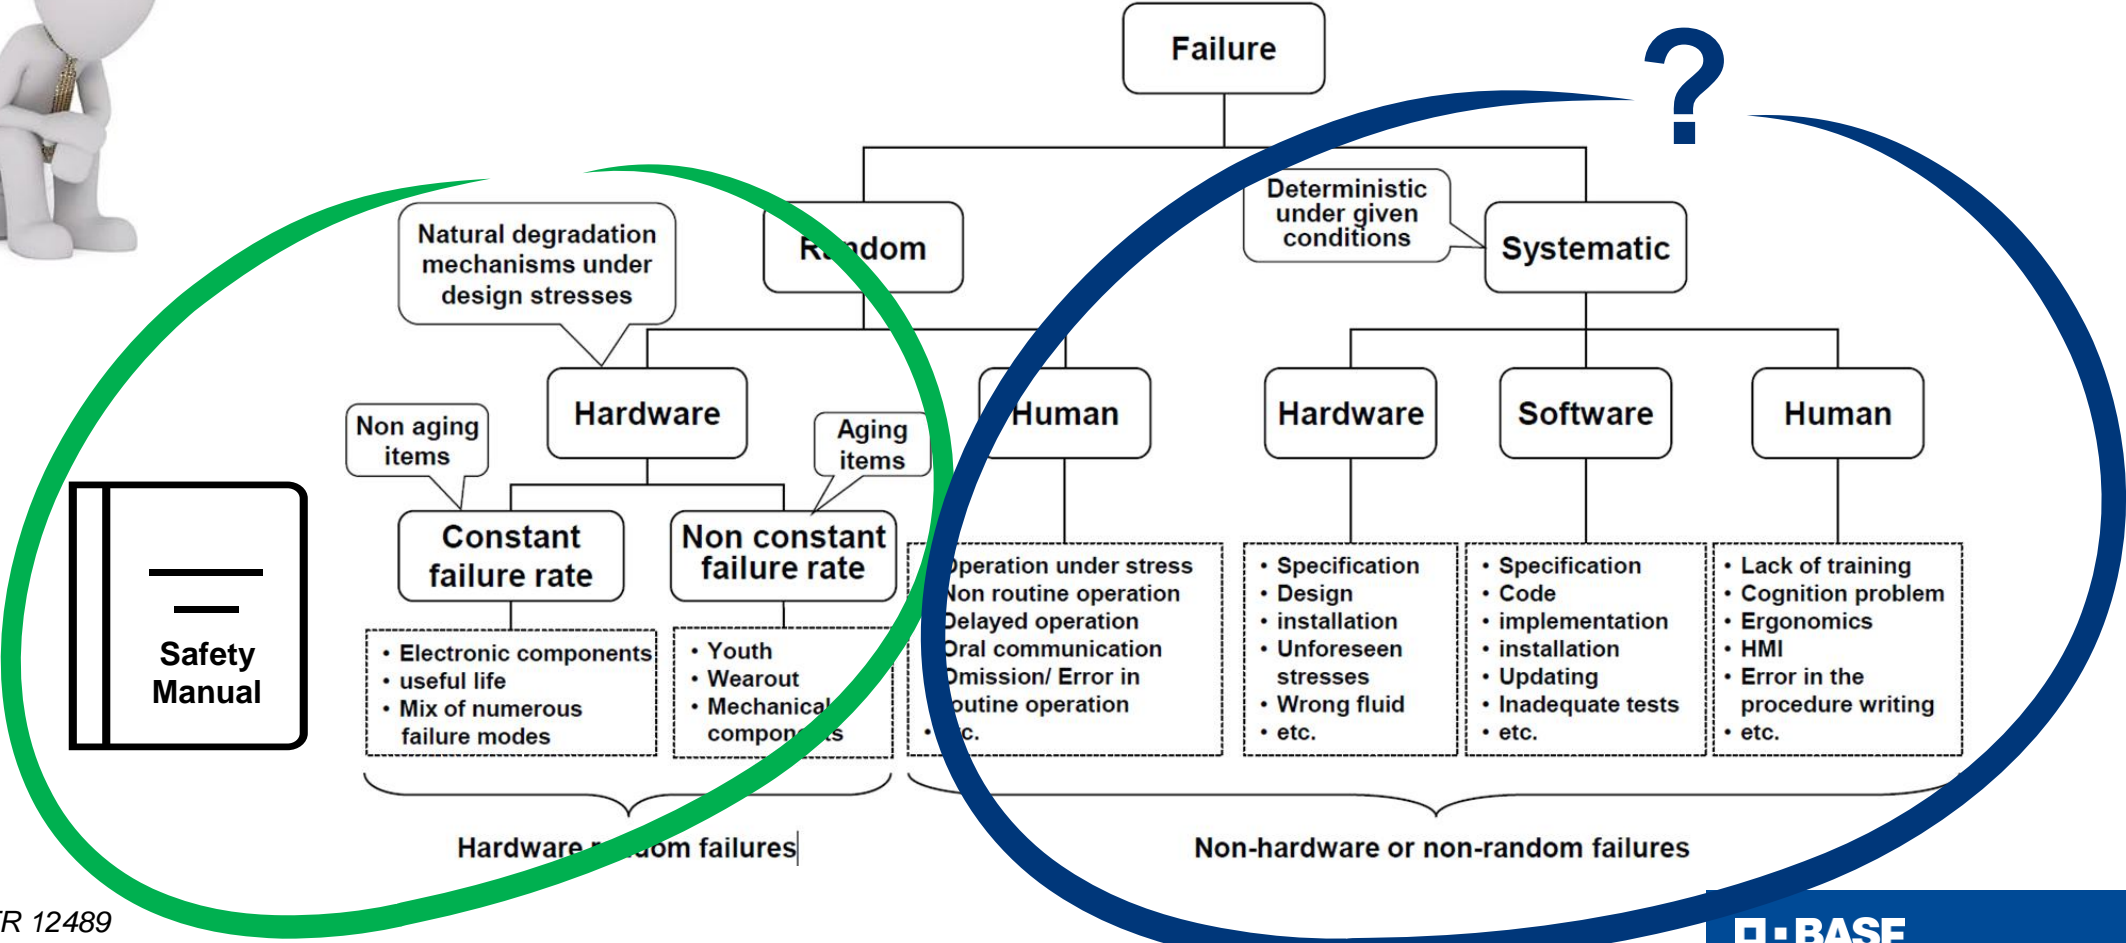 Failure
?
Deterministic
under given
conditions
Natural degradation
mechanisms under
design stresses
Random
Systematic
Hardware
Human
Hardware
Software
Human
Non aging
items
Aging
items
Constant
failure rate
Non constant
failure rate
Safety
Manual
• Electronic components
• useful life
• Mix of numerous
failure modes
• Youth
• Wearout
• Mechanical
components
Operation under stress
Non routine operation
Delayed operation
Oral communication
Omission/ Error in
routine operation
• etc.
• Specification
• Design
• installation
• Unforeseen
stresses
• Wrong fluid
• etc.
• Specification
• Code
• implementation
• installation
• Updating
• Inadequate tests
• etc.
• Lack of training
• Cognition problem
• Ergonomics
• HMI
• Error in the
procedure writing
• etc.
Hardware random failures
Non-hardware or non-random failures
TR 12489
BASF